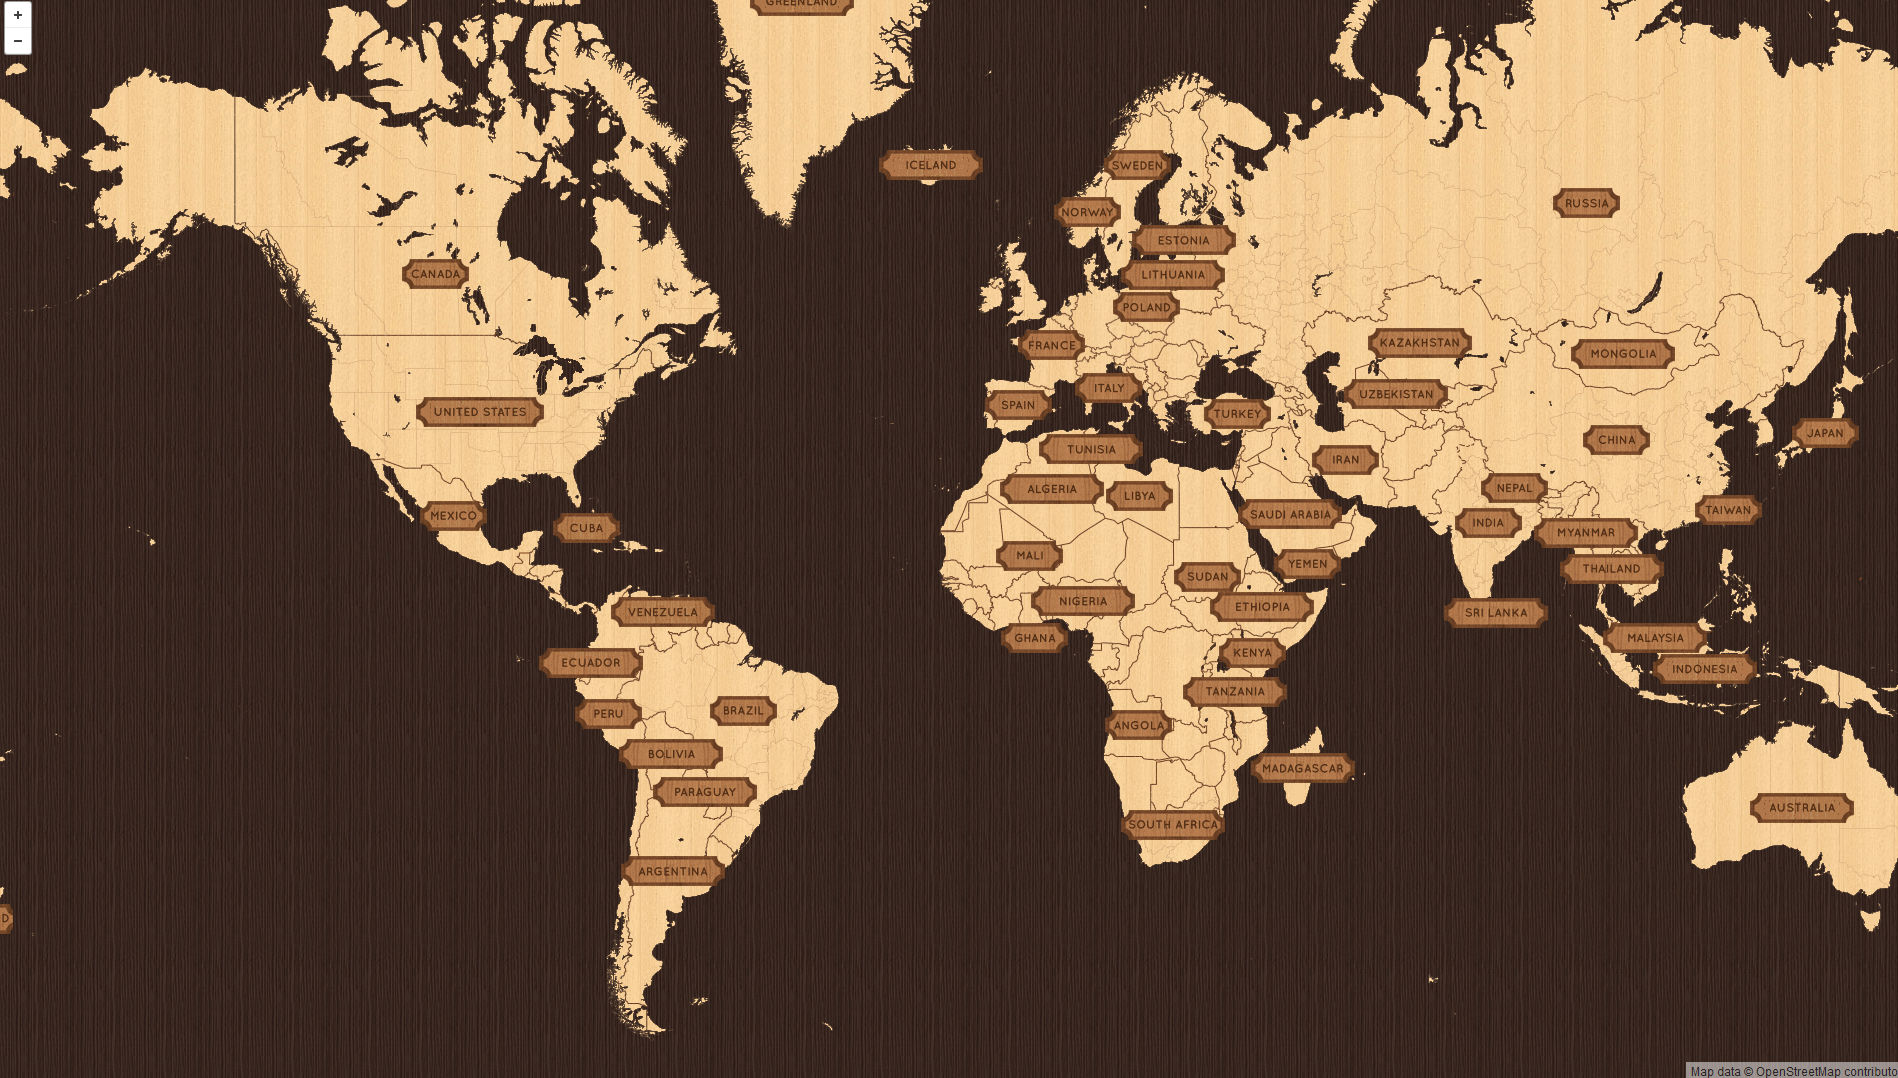 +
−
GREENLAND
ICELAND
SWEDEN
NORWAY
RUSSIA
ESTONIA
CANADA
LITHUANIA
POLAND
FRANCE
KAZAKHSTAN
MONGOLIA
ITALY
UZBEKISTAN
SPAIN
UNITED STATES
TURKEY
JAPAN
CHINA
TUNISIA
IRAN
ALGERIA
LIBYA
NEPAL
MEXICO
SAUDI ARABIA
TAIWAN
INDIA
CUBA
MYANMAR
MALI
YEMEN
THAILAND
SUDAN
NIGERIA
ETHIOPIA
VENEZUELA
SRI LANKA
GHANA
MALAYSIA
KENYA
ECUADOR
INDONESIA
TANZANIA
BRAZIL
PERU
ANGOLA
BOLIVIA
MADAGASCAR
PARAGUAY
AUSTRALIA
SOUTH AFRICA
ARGENTINA
D
Map data © OpenStreetMap contributo